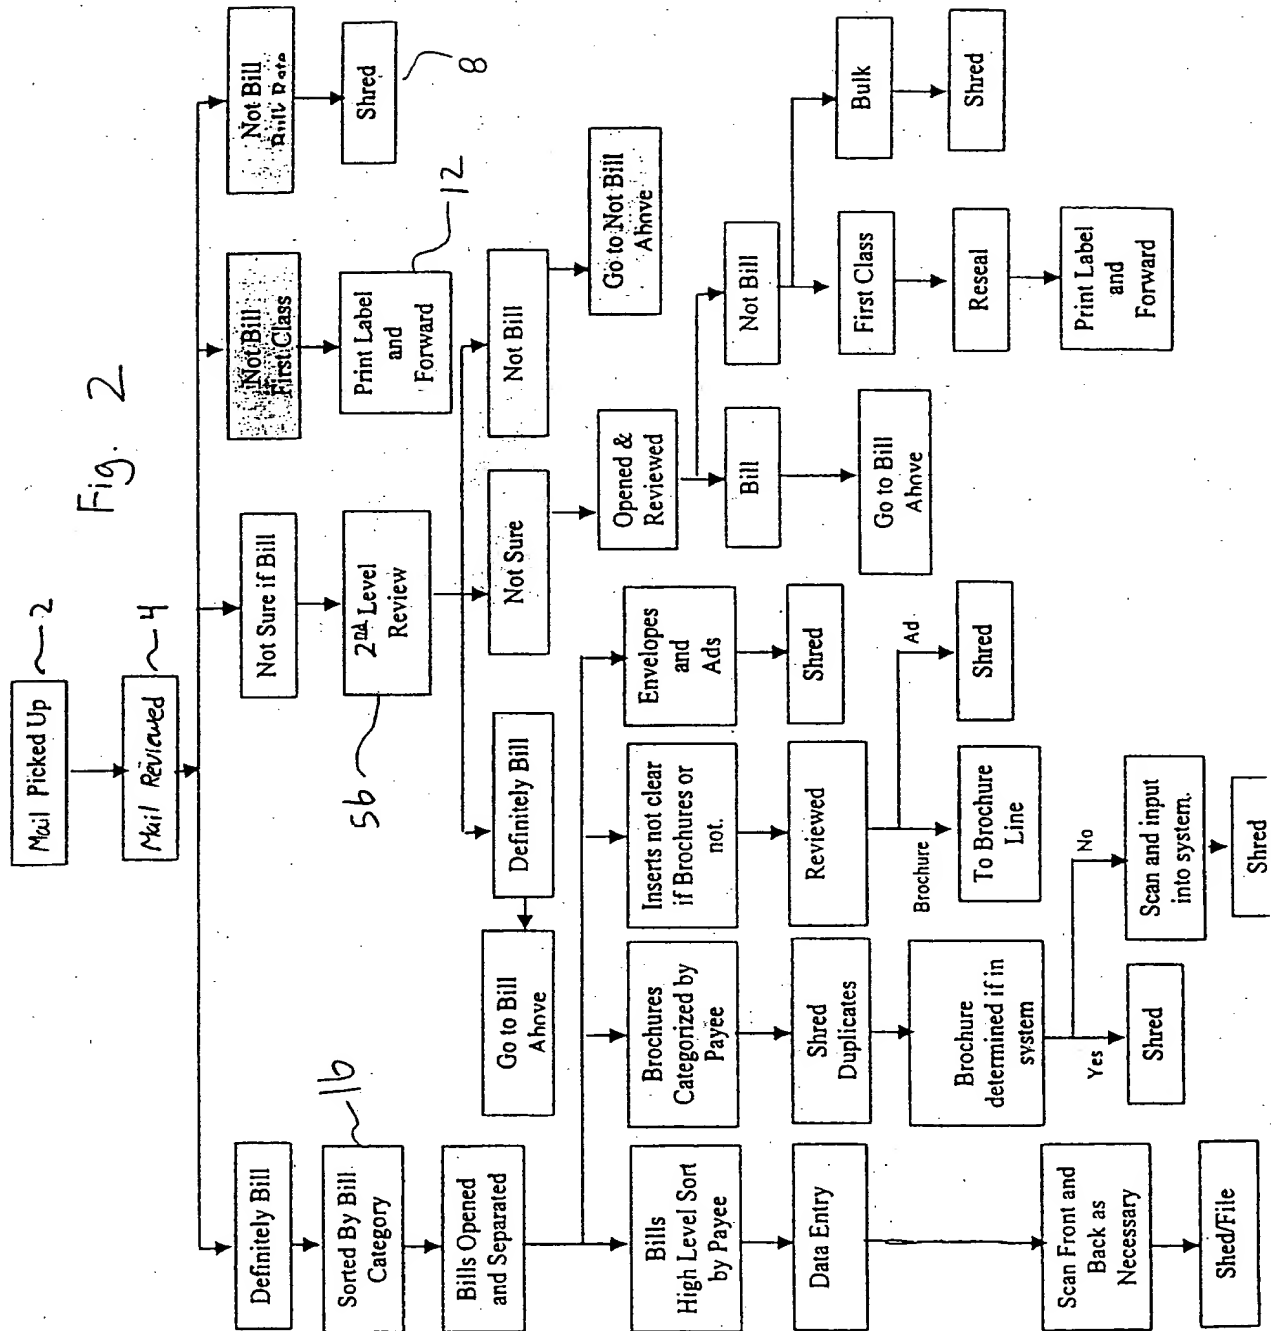 Fig. 2
Mail Picked Up
2
Mail Reviewed
4
Definitely Bill
Sorted By Bill
Category
16
Bills Opened
and Separated
Not Sure if Bill
2nd Level
Review
5b
Not Bill
First Class
Print Label
and
Forward
12
Not Bill
Shred
8
Definitely Bill
Go to Bill
Above
Not Sure
Not Bill
Go to Not Bill
Above
Opened &
Reviewed
Bill
Go to Bill
Above
Not Bill
First Class
Reseal
Print Label
and
Forward
Bulk
Shred
Bills
High Level Sort
by Payee
Data Entry
Scan Front and
Back as
Necessary
Shed/File
Brochures
Categorized by
Payee
Shred
Duplicates
Brochure
determined if in
system
Yes
Shred
No
Scan and input
into system.
Shred
Inserts not clear
if Brochures or
not.
Reviewed
Brochure
To Brochure
Line
Ad
Shred
Envelopes
and
Ads
Shred